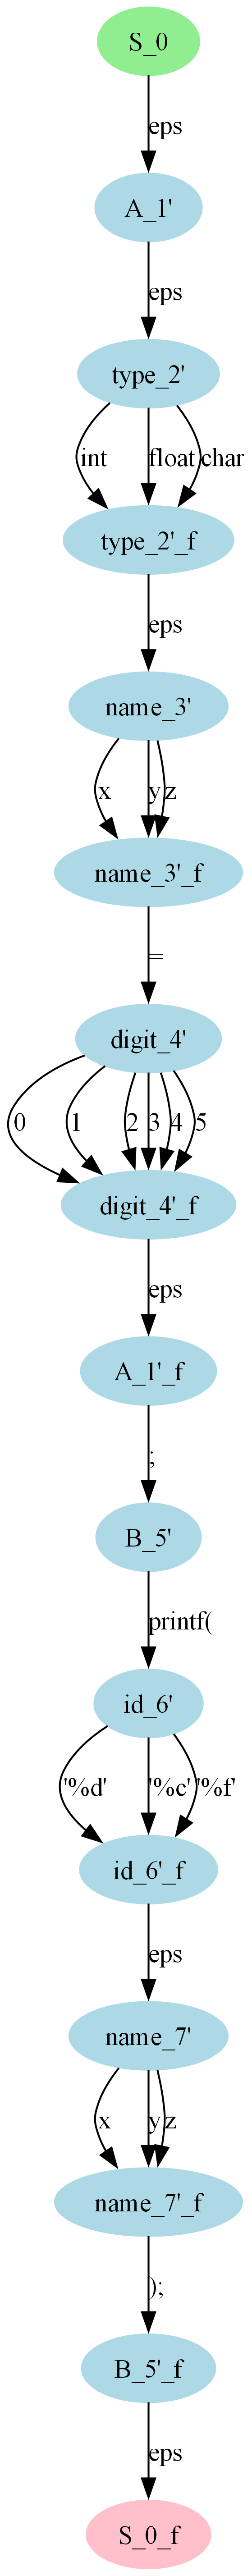 S_0
eps
A_1'
eps
type_2'
int float char
type_2'_f
eps
name_3'
x y z
name_3'_f
=
digit_4'
0 1 2 3 4 5
digit_4'_f
eps
A_1'_f
;
B_5'
printf(
id_6'
'%d' '%c' '%f'
id_6'_f
eps
name_7'
x y z
name_7'_f
);
B_5'_f
eps
S_0_f